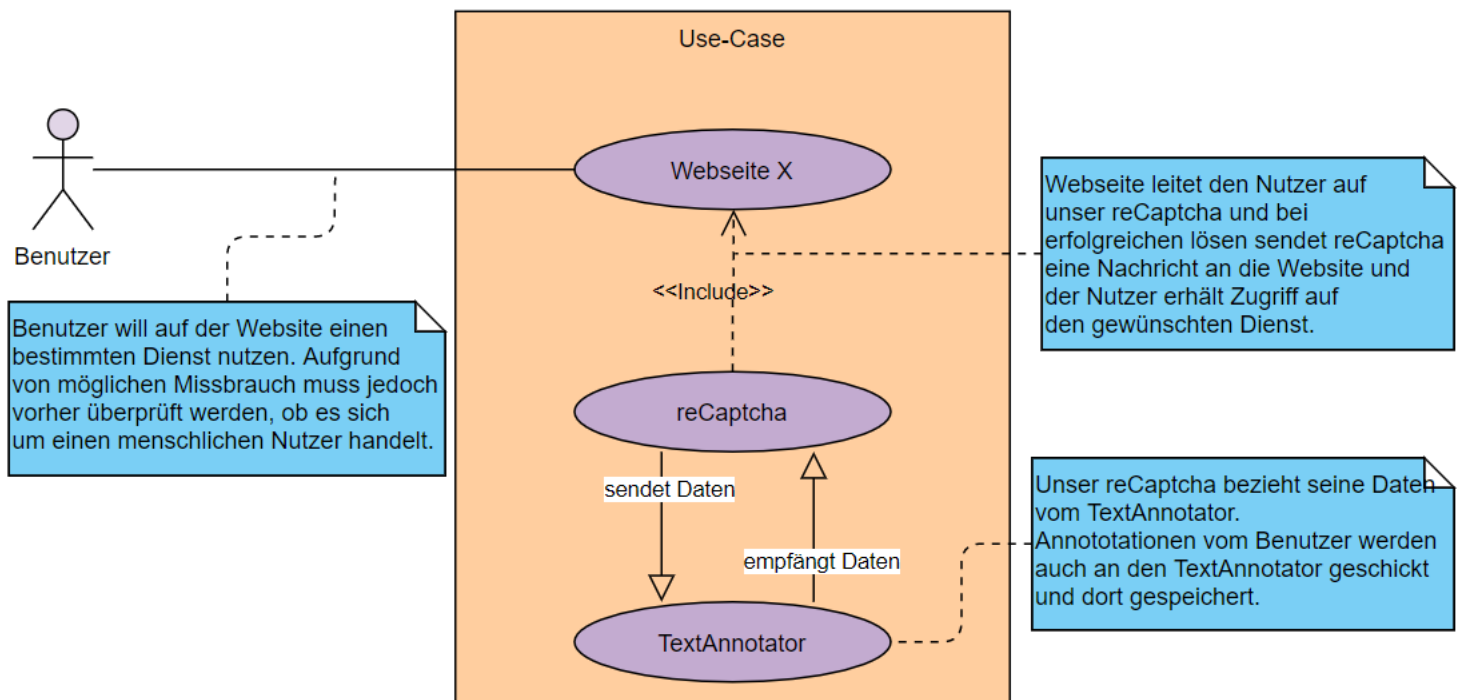 Use-Case
Webseite X
Benutzer
Webseite leitet den Nutzer auf
unser reCaptcha und bei
erfolgreichen lösen sendet reCaptcha
eine Nachricht an die Website und
der Nutzer erhält Zugriff auf
den gewünschten Dienst.
<<Include>>
Benutzer will auf der Website einen
bestimmten Dienst nutzen. Aufgrund
von möglichen Missbrauch muss jedoch
vorher überprüft werden, ob es sich
um einen menschlichen Nutzer handelt.
reCaptcha
sendet Daten
empfängt Daten
Unser reCaptcha bezieht seine Daten
vom TextAnnotator.
Annototationen vom Benutzer werden
auch an den TextAnnotator geschickt
und dort gespeichert.
TextAnnotator